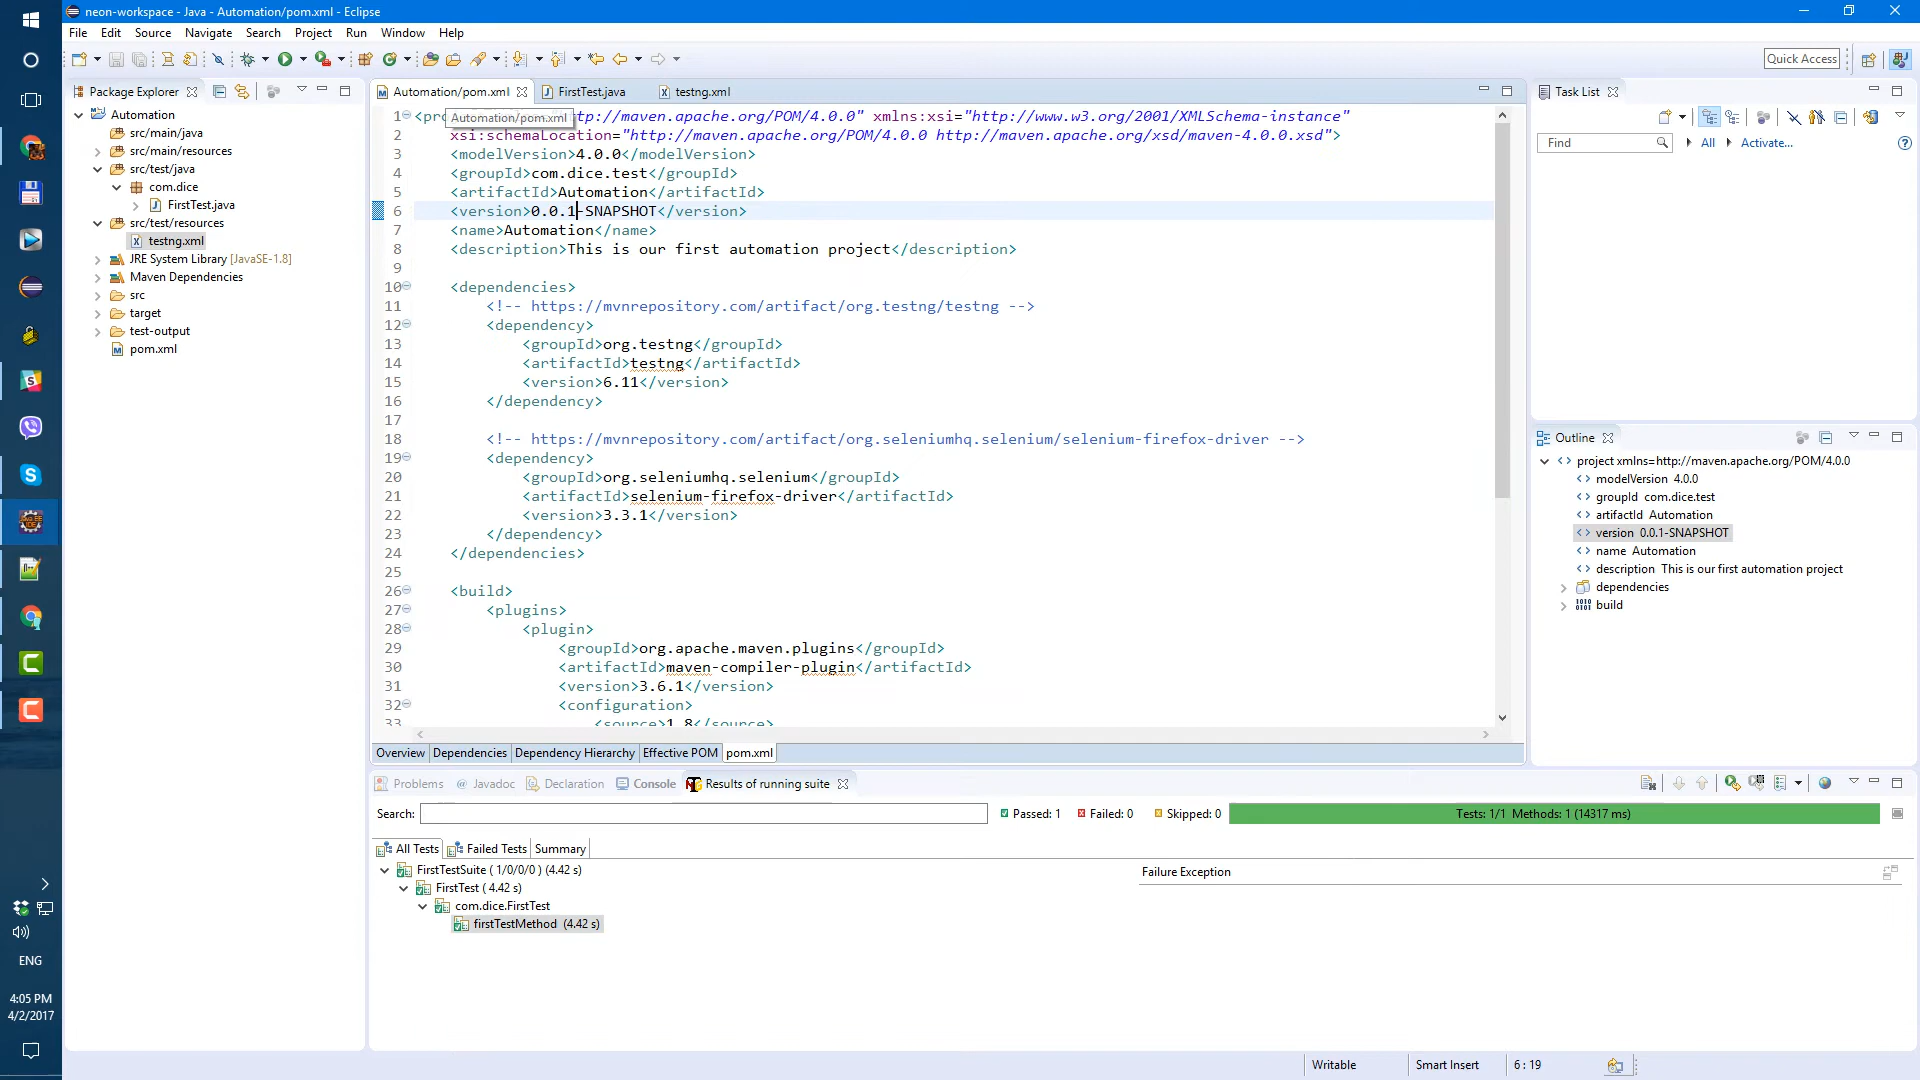 neon-workspace - Java - Automation/pom.xml - Eclipse
File Edit Source Navigate Search Project Run Window Help
Quick Access
Package Explorer
Automation
src/main/java
src/main/resources
src/test/java
com.dice
FirstTest.java
src/test/resources
testng.xml
JRE System Library [JavaSE-1.8]
Maven Dependencies
src
target
test-output
pom.xml
Automation/pom.xml FirstTest.java testng.xml
Automation/pom.xml
1 <pro ttp://maven.apache.org/POM/4.0.0" xmlns:xsi="http://www.w3.org/2001/XMLSchema-instance"
2 xsi:schemaLocation="http://maven.apache.org/POM/4.0.0 http://maven.apache.org/xsd/maven-4.0.0.xsd">
3 <modelVersion>4.0.0</modelVersion>
4 <groupId>com.dice.test</groupId>
5 <artifactId>Automation</artifactId>
6 <version>0.0.1-SNAPSHOT</version>
7 <name>Automation</name>
8 <description>This is our first automation project</description>
9
10 <dependencies>
11 <!-- https://mvnrepository.com/artifact/org.testng/testng -->
12 <dependency>
13 <groupId>org.testng</groupId>
14 <artifactId>testng</artifactId>
15 <version>6.11</version>
16 </dependency>
17
18 <!-- https://mvnrepository.com/artifact/org.seleniumhq.selenium/selenium-firefox-driver -->
19 <dependency>
20 <groupId>org.seleniumhq.selenium</groupId>
21 <artifactId>selenium-firefox-driver</artifactId>
22 <version>3.3.1</version>
23 </dependency>
24 </dependencies>
25
26 <build>
27 <plugins>
28 <plugin>
29 <groupId>org.apache.maven.plugins</groupId>
30 <artifactId>maven-compiler-plugin</artifactId>
31 <version>3.6.1</version>
32 <configuration>
33 <source>1.8</source>
Overview Dependencies Dependency Hierarchy Effective POM pom.xml
Task List
Find All Activate...
Outline
project xmlns=http://maven.apache.org/POM/4.0.0
modelVersion 4.0.0
groupId com.dice.test
artifactId Automation
version 0.0.1-SNAPSHOT
name Automation
description This is our first automation project
dependencies
build
Problems Javadoc Declaration Console Results of running suite
Search: Passed: 1 Failed: 0 Skipped: 0 Tests: 1/1 Methods: 1 (14317 ms)
All Tests Failed Tests Summary
FirstTestSuite ( 1/0/0/0 ) (4.42 s)
FirstTest ( 4.42 s)
com.dice.FirstTest
firstTestMethod (4.42 s)
Failure Exception
ENG
4:05 PM
4/2/2017
Writable Smart Insert 6 : 19